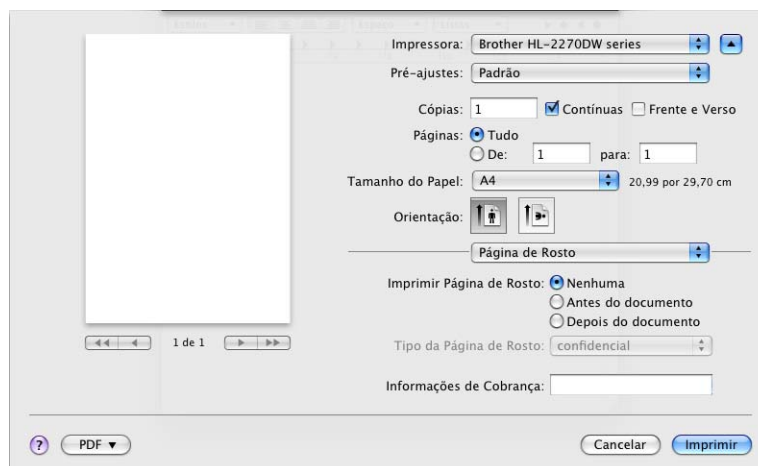 Impressora: Brother HL-2270DW series
Pré-ajustes: Padrão
Cópias: 1 Contínuas Frente e Verso
Páginas: Tudo
De: 1 para: 1
Tamanho do Papel: A4 20,99 por 29,70 cm
Orientação:
Página de Rosto
Imprimir Página de Rosto: Nenhuma
Antes do documento
Depois do documento
1 de 1
Tipo da Página de Rosto: confidencial
Informações de Cobrança:
? PDF Cancelar Imprimir